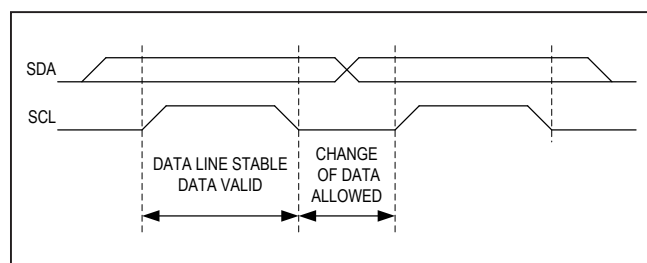 SDA
SCL
DATA LINE STABLE
DATA VALID
CHANGE
OF DATA
ALLOWED